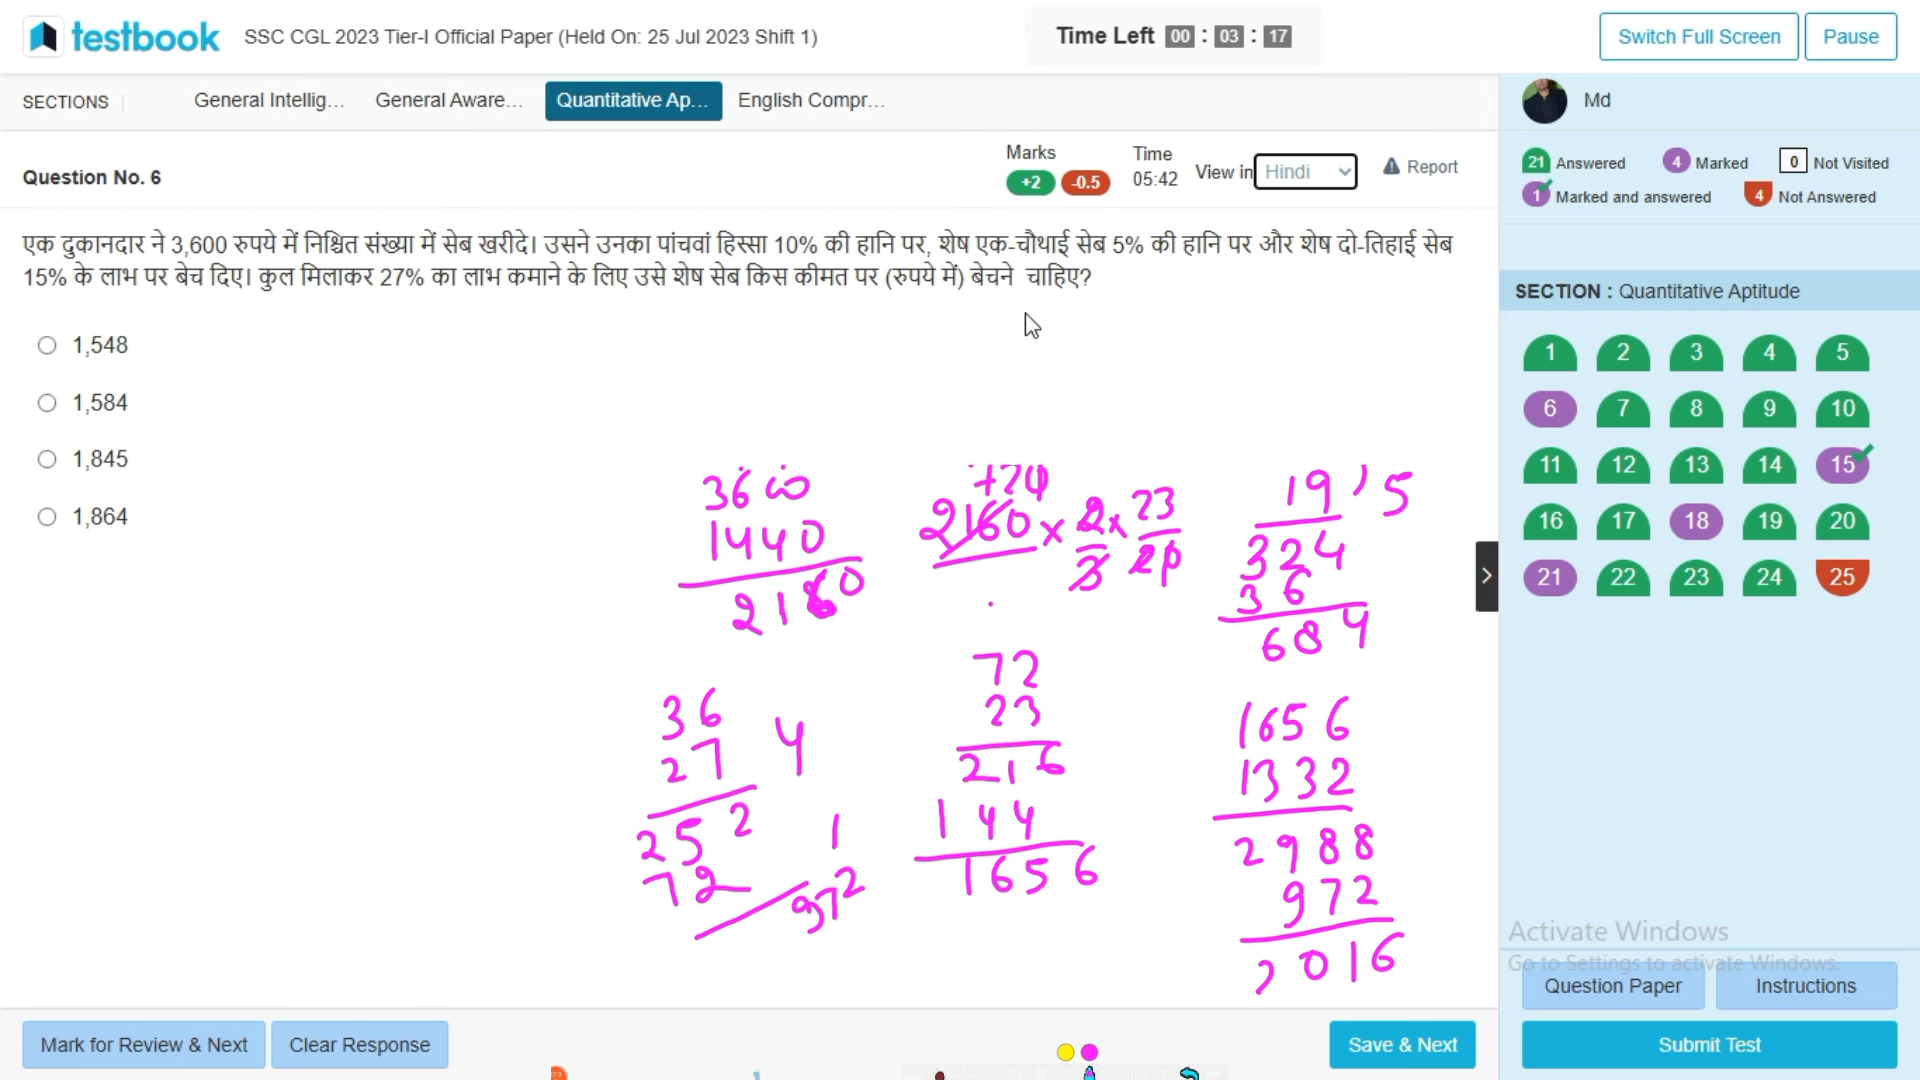 testbook SSC CGL 2023 Tier-I Official Paper (Held On: 25 Jul 2023 Shift 1) Time Left 00 : 03 : 17 Switch Full Screen Pause
SECTIONS General Intellig... General Aware... Quantitative Ap... English Compr...
Md
Question No. 6
Marks
+2 -0.5
Time
05:42
View in Hindi
Report
21 Answered 4 Marked 0 Not Visited
1 Marked and answered 4 Not Answered
एक दुकानदार ने 3,600 रुपये में निश्चित संख्या में सेब खरीदे। उसने उनका पांचवां हिस्सा 10% की हानि पर, शेष एक-चौथाई सेब 5% की हानि पर और शेष दो-तिहाई सेब
15% के लाभ पर बेच दिए। कुल मिलाकर 27% का लाभ कमाने के लिए उसे शेष सेब किस कीमत पर (रुपये में) बेचने चाहिए?
1,548
1,584
1,845
1,864
3600
1440
2160
2160 × 2/3 × 23
19
324
36
684
36
27
252
72
972
4
1
72
23
216
144
1656
1656
1332
2988
972
016
SECTION : Quantitative Aptitude
1 2 3 4 5
6 7 8 9 10
11 12 13 14 15
16 17 18 19 20
21 22 23 24 25
Activate Windows
Go to Settings to activate Windows.
Question Paper Instructions
Mark for Review & Next Clear Response Save & Next Submit Test